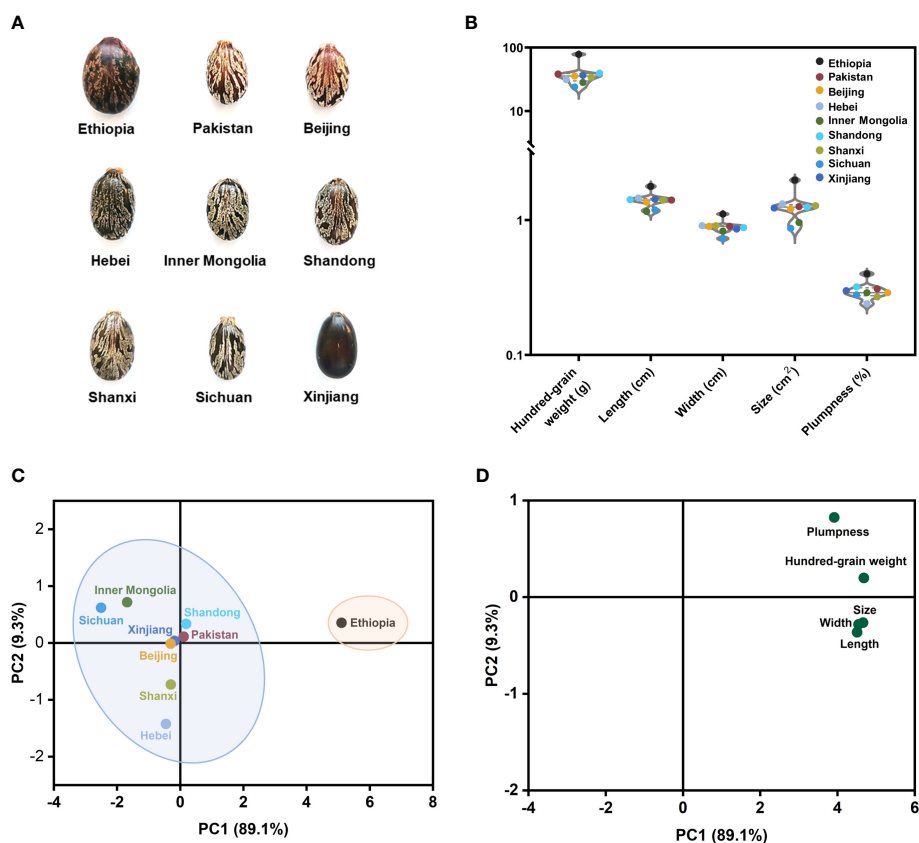 A
Ethiopia
Pakistan
Beijing
Hebei
Inner Mongolia
Shandong
Shanxi
Sichuan
Xinjiang
B
100
10
1
0.1
Ethiopia
Pakistan
Beijing
Hebei
Inner Mongolia
Shandong
Shanxi
Sichuan
Xinjiang
Hundred-grain
weight (g)
Length (cm)
Width (cm)
Size (cm²)
Plumpness (%)
C
PC2 (9.3%)
2
1
0
-1
-2
Inner Mongolia
Sichuan
Shandong
Xinjiang
Pakistan
Beijing
Shanxi
Hebei
Ethiopia
-4
-2
0
2
4
6
8
PC1 (89.1%)
D
PC2 (9.3%)
1
0
-1
-2
Plumpness
Hundred-grain weight
Size
Width
Length
-4
-2
0
2
4
6
PC1 (89.1%)